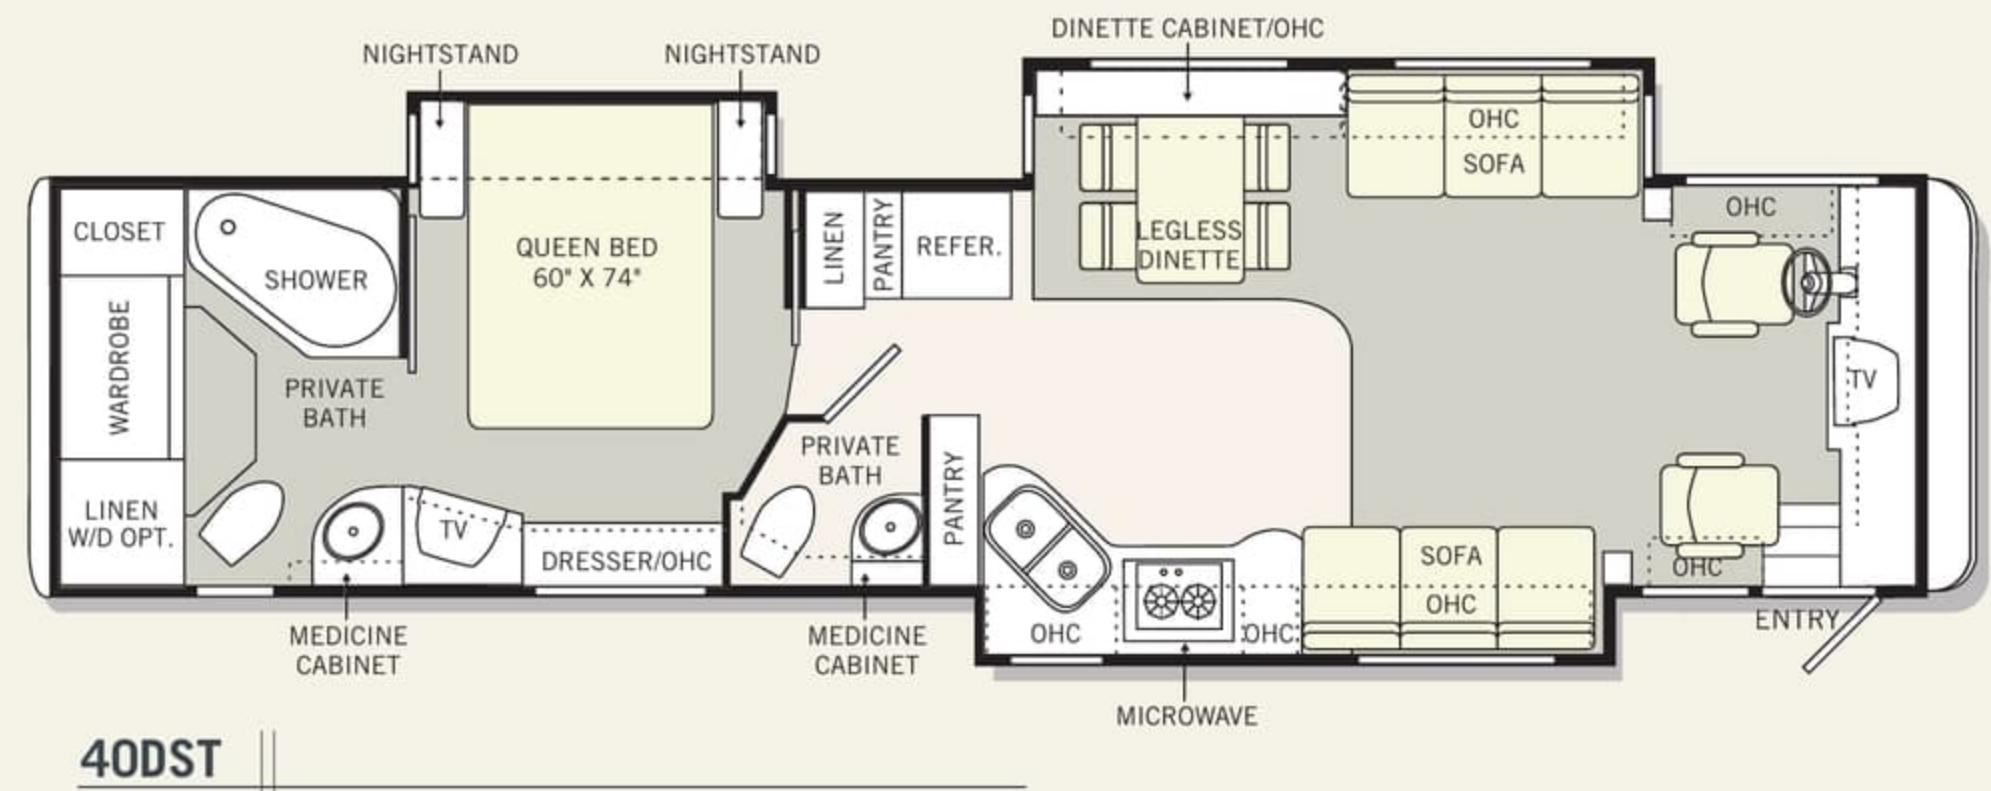 DINETTE CABINET/OHC
NIGHTSTAND
NIGHTSTAND
OHC
SOFA
OHC
CLOSET
SHOWER
QUEEN BED
60" X 74"
LINEN
PANTRY
REFER.
LEGLESS
DINETTE
WARDROBE
PRIVATE
BATH
TV
PRIVATE
BATH
PANTRY
LINEN
W/D OPT.
TV
DRESSER/OHC
SOFA
OHC
OHC
MEDICINE
CABINET
MEDICINE
CABINET
OHC
OHC
ENTRY
MICROWAVE
40DST